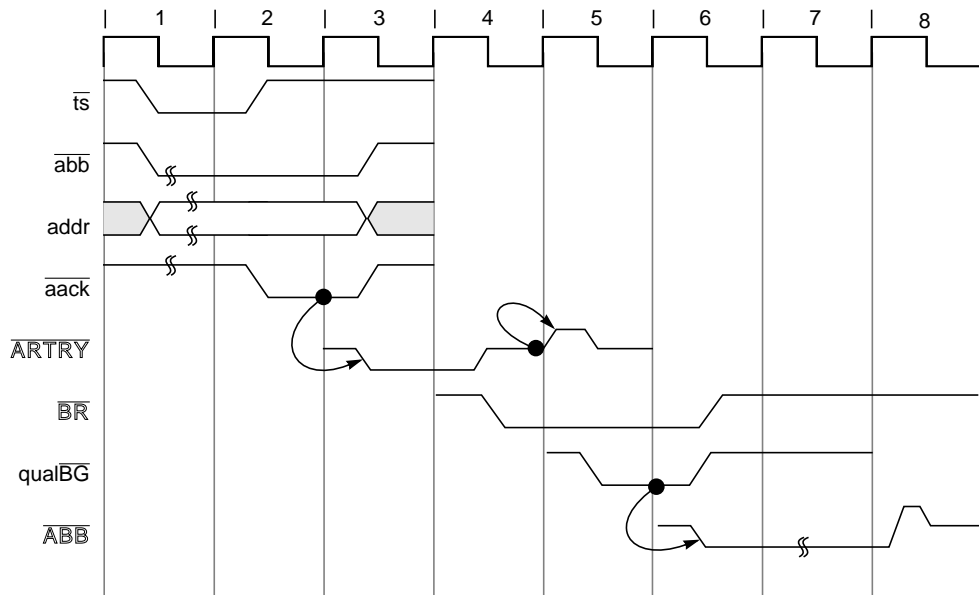 1 2 3 4 5 6 7 8
ts
abb
addr
aack
ARTRY
BR
qualBG
ABB